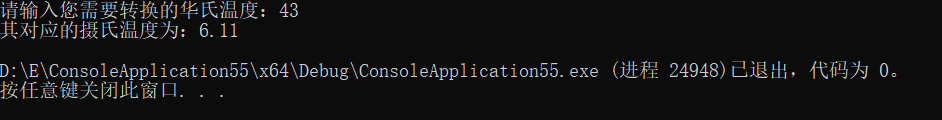 请输入您需要转换的华氏温度：43
其对应的摄氏温度为：6.11
D:\E\ConsoleApplication55\x64\Debug\ConsoleApplication55.exe (进程 24948)已退出，代码为 0。
按任意键关闭此窗口. . .